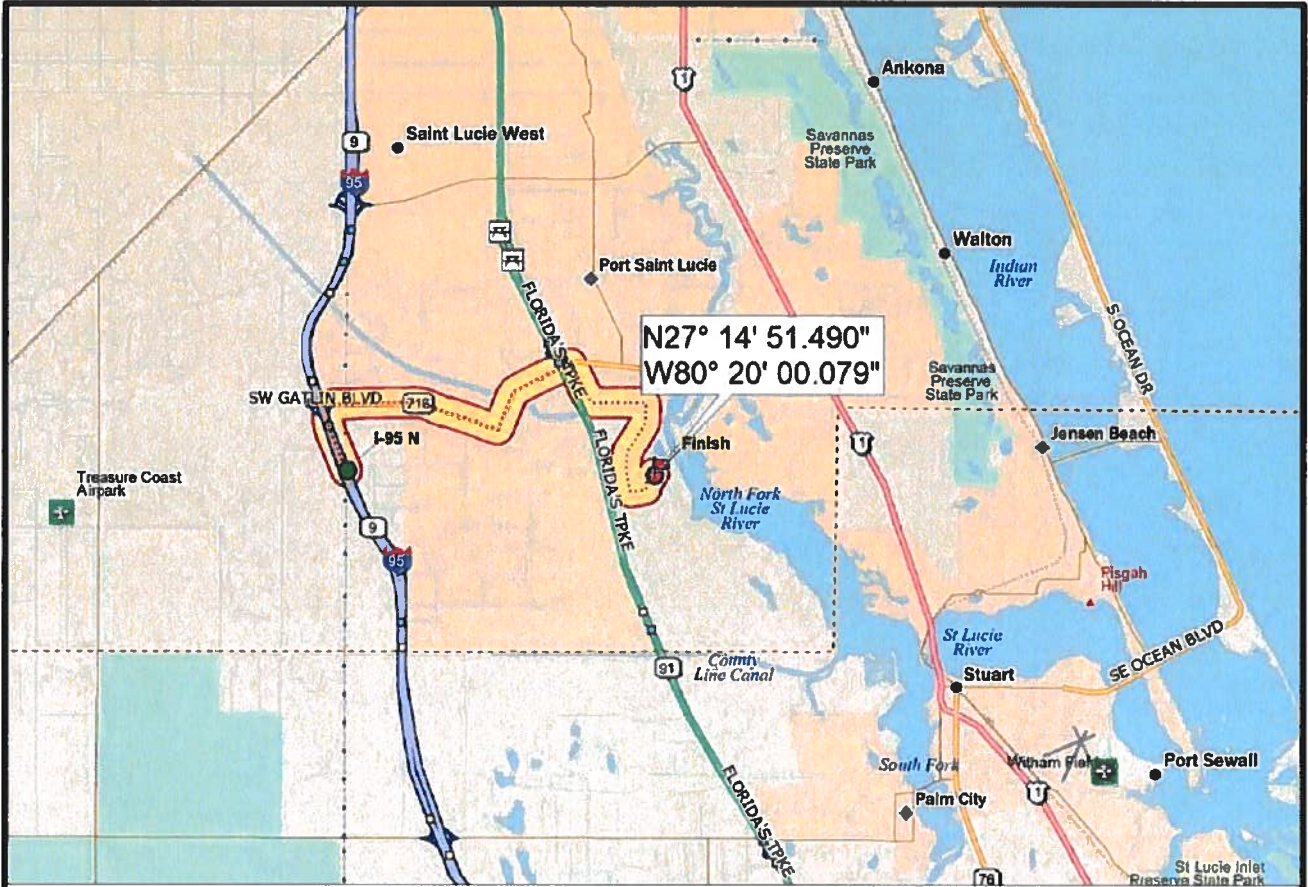 Ankona
1
Savannas
Preserve
State Park
Saint Lucie West
9
95
Walton
Indian
River
Port Saint Lucie
FLORIDA'S TPKE
S OCEAN DR
N27° 14' 51.490"
W80° 20' 00.079"
Savannas
Preserve
State Park
SW GATLIN BLVD
716
I-95 N
Finish
1
Jensen Beach
FLORIDA'S TPKE
Treasure Coast
Airpark
North Fork
St Lucie
River
9
95
Pisgah
Hill
St Lucie
River
SE OCEAN BLVD
91
County
Line Canal
Stuart
South Fork
Witham Field
Port Sewall
1
FLORIDA'S TPKE
Palm City
76
St Lucie Inlet
Preserve State Park